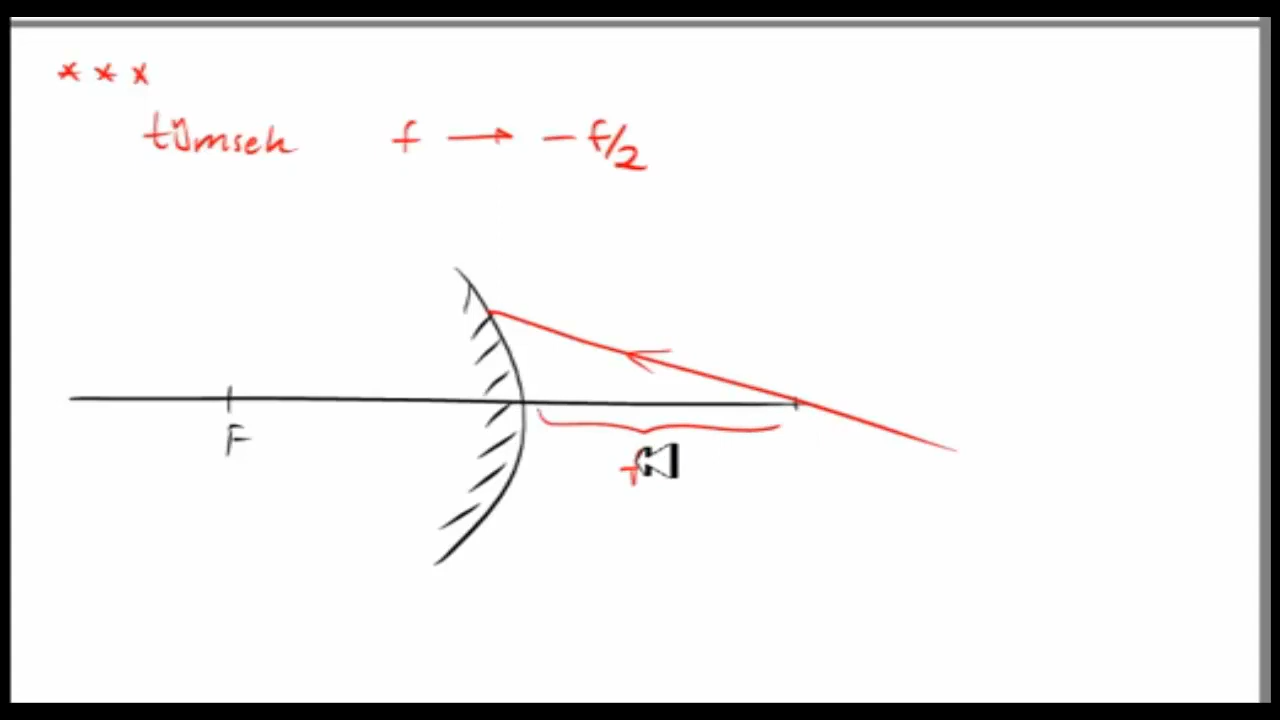 * * *
tümsek f → - f/2
F